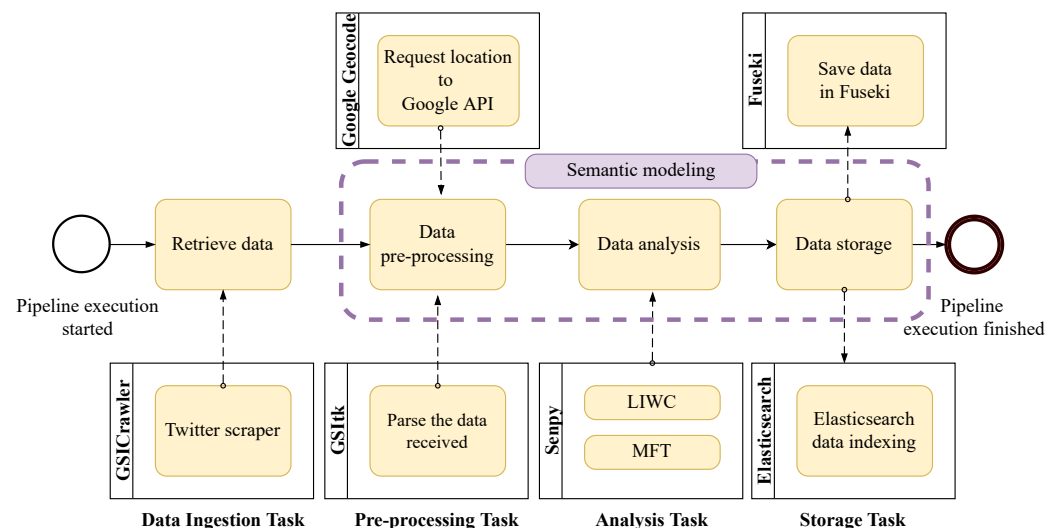 Google Geocode
Request location
to
Google API
Fuseki
Save data
in Fuseki
Semantic modeling
Retrieve data
Data
pre-processing
Data analysis
Data storage
Pipeline execution
started
Pipeline
execution finished
GSICrawler
Twitter scraper
GSItk
Parse the data
received
Senpy
LIWC
MFT
Elasticsearch
Elasticsearch
data indexing
Data Ingestion Task
Pre-processing Task
Analysis Task
Storage Task